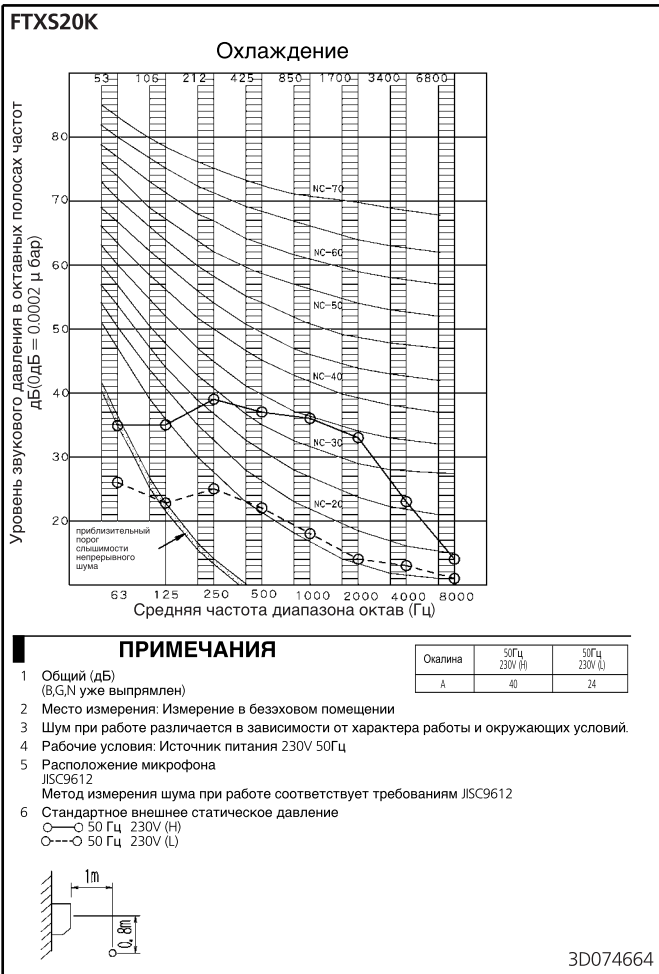 FTXS20K
Охлаждение
53 106 212 425 850 1700 3400 6800
Уровень звукового давления в октавных полосах частот
дБ(0дБ = 0.0002 µ бар)
80
70
60
50
40
30
20
NC-70
NC-60
NC-50
NC-40
NC-30
NC-20
приблизительный
порог
слышимости
непрерывного
шума
63 125 250 500 1000 2000 4000 8000
Средняя частота диапазона октав (Гц)
ПРИМЕЧАНИЯ
Окалина 50Гц 230V (H) 50Гц 230V (L)
A 40 24
1 Общий (дБ)
(B,G,N уже выпрямлен)
2 Место измерения: Измерение в безэховом помещении
3 Шум при работе различается в зависимости от характера работы и окружающих условий.
4 Рабочие условия: Источник питания 230V 50Гц
5 Расположение микрофона
JISC9612
Метод измерения шума при работе соответствует требованиям JISC9612
6 Стандартное внешнее статическое давление
50 Гц 230V (H)
50 Гц 230V (L)
1m
0.8m
3D074664